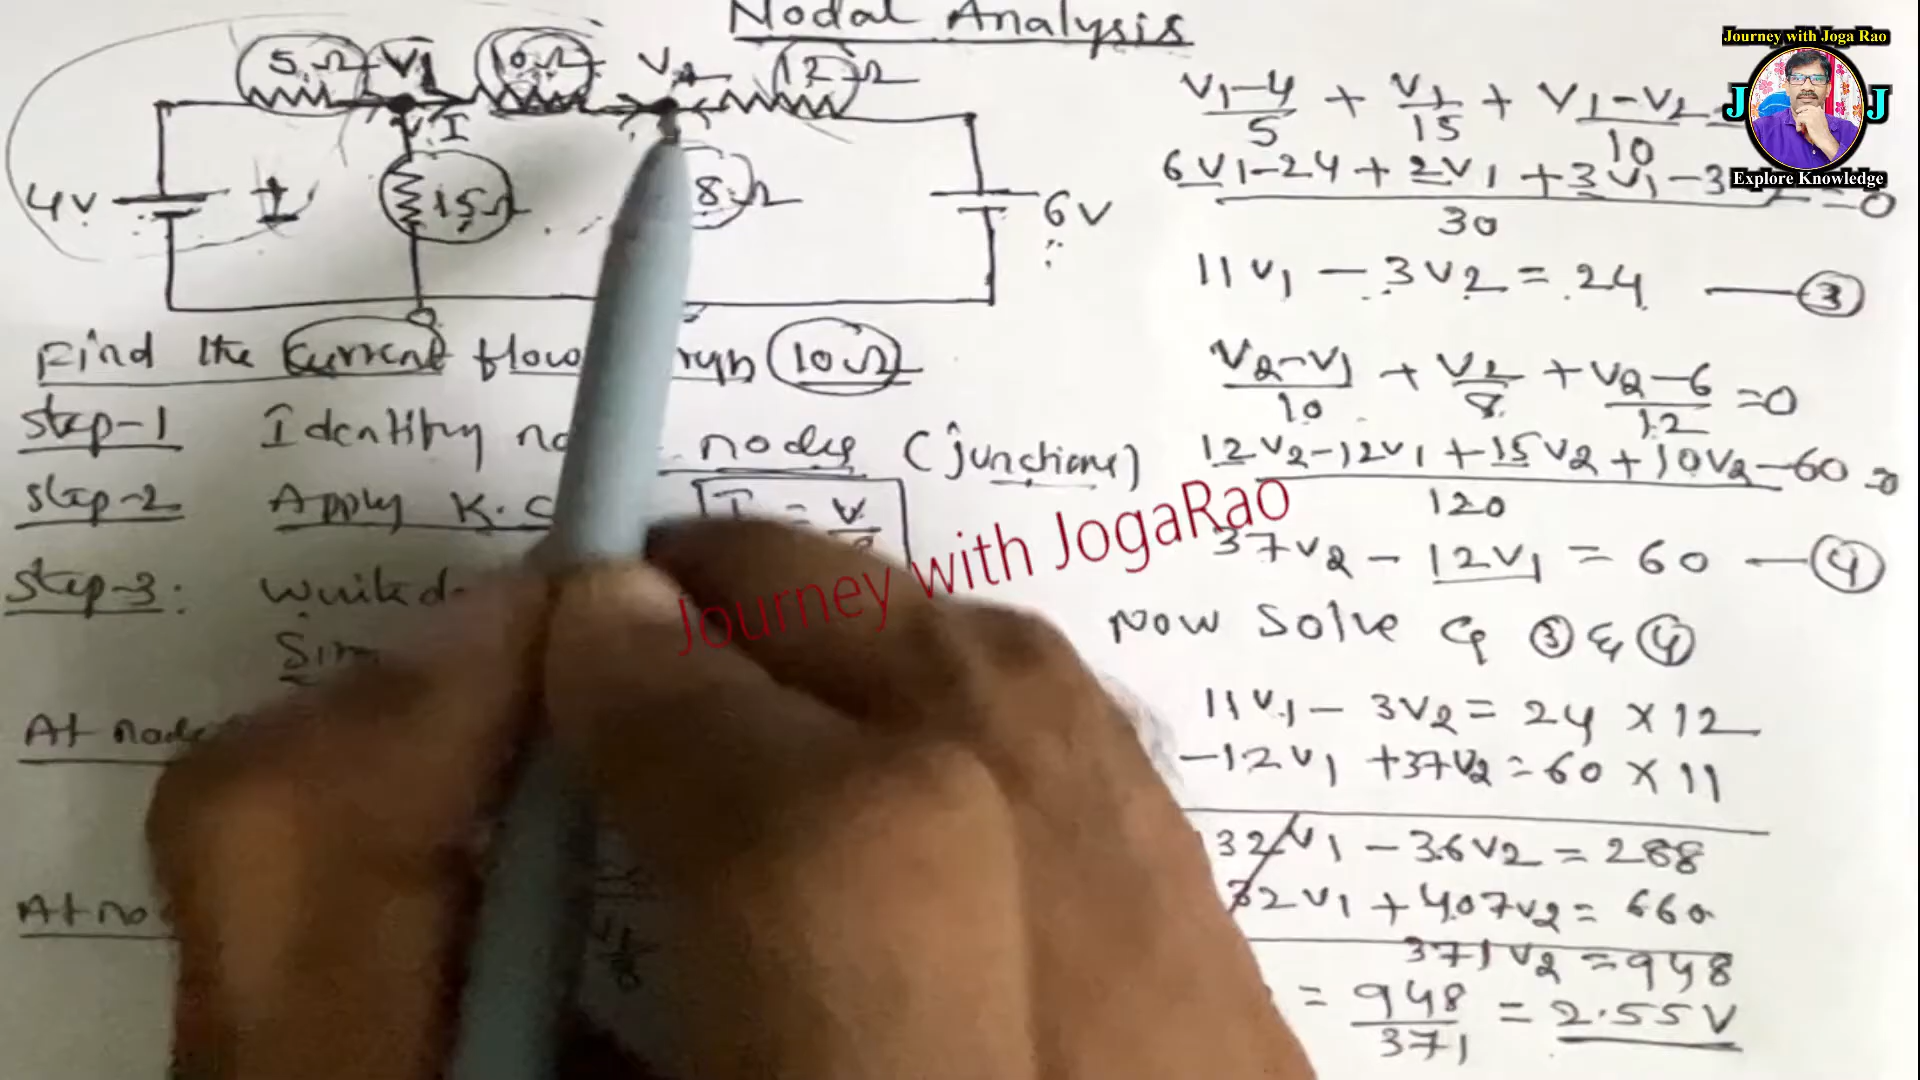 Nodal Analysis
Journey with Joga Rao
J J
Explore Knowledge
5Ω V1 10Ω V2 12Ω
I
4V 15Ω 8Ω 6V
Find the current flow 10Ω
Step-1 Identify nodes (junctions)
Step-2 Apply K.C I = V
Step-3:
At node
At no
V1-4/5 + V1/15 + V1-V2/10
6V1-24 + 2V1 + 3V1-3 =0
30
11V1 - 3V2 = 24 — ③
V2-V1/10 + V2/8 + V2-6/12 =0
12V2-12V1 + 15V2 + 10V2-60 =0
120
37V2 - 12V1 = 60 — ④
Now Solve Eq ③ & ④
11V1 - 3V2 = 24 × 12
-12V1 + 37V2 = 60 × 11
32V1 - 36V2 = 288
32V1 + 407V2 = 660
371V2 = 948
= 948/371 = 2.55V
Journey with JogaRao